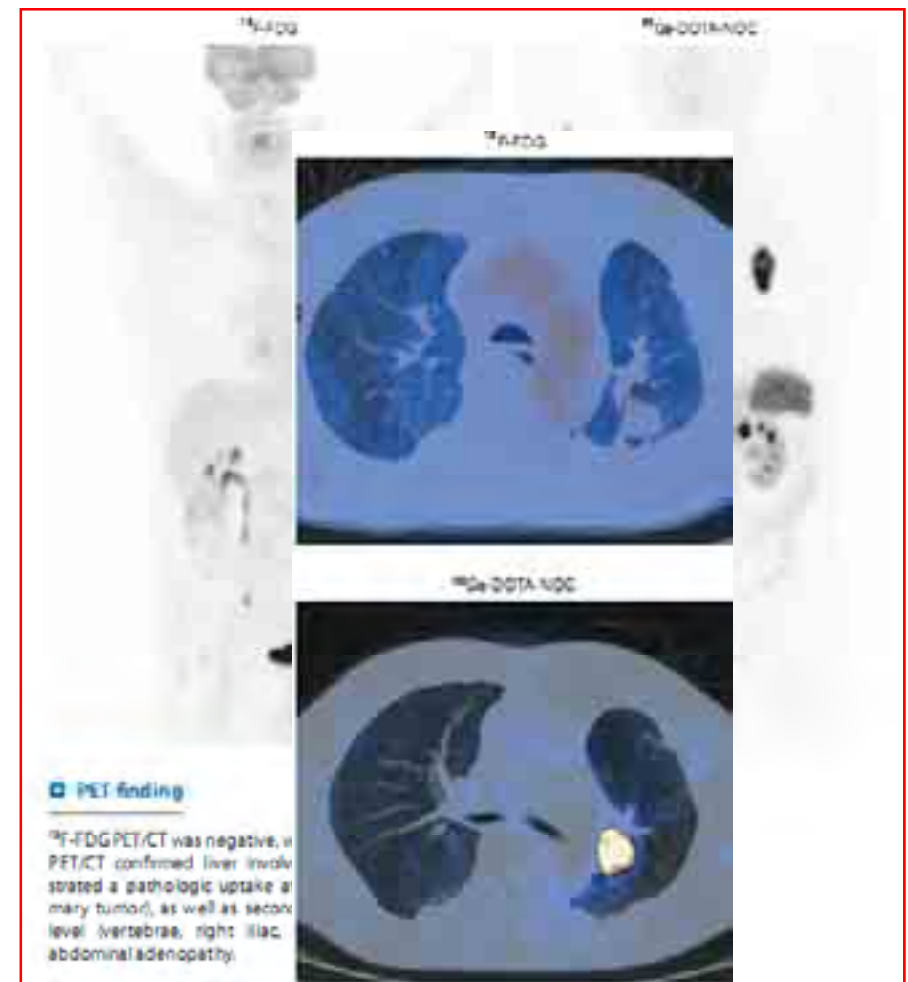 ¹⁸F-FDG
⁶⁸Ga-DOTA-NOC
¹⁸F-FDG
⁶⁸Ga-DOTA-NOC
PET finding
¹⁸F-FDG PET/CT was negative,
PET/CT confirmed liver involv
strated a pathologic uptake a
mary tumor), as well as secon
level (vertebrae, right iliac,
abdominal adenopathy.